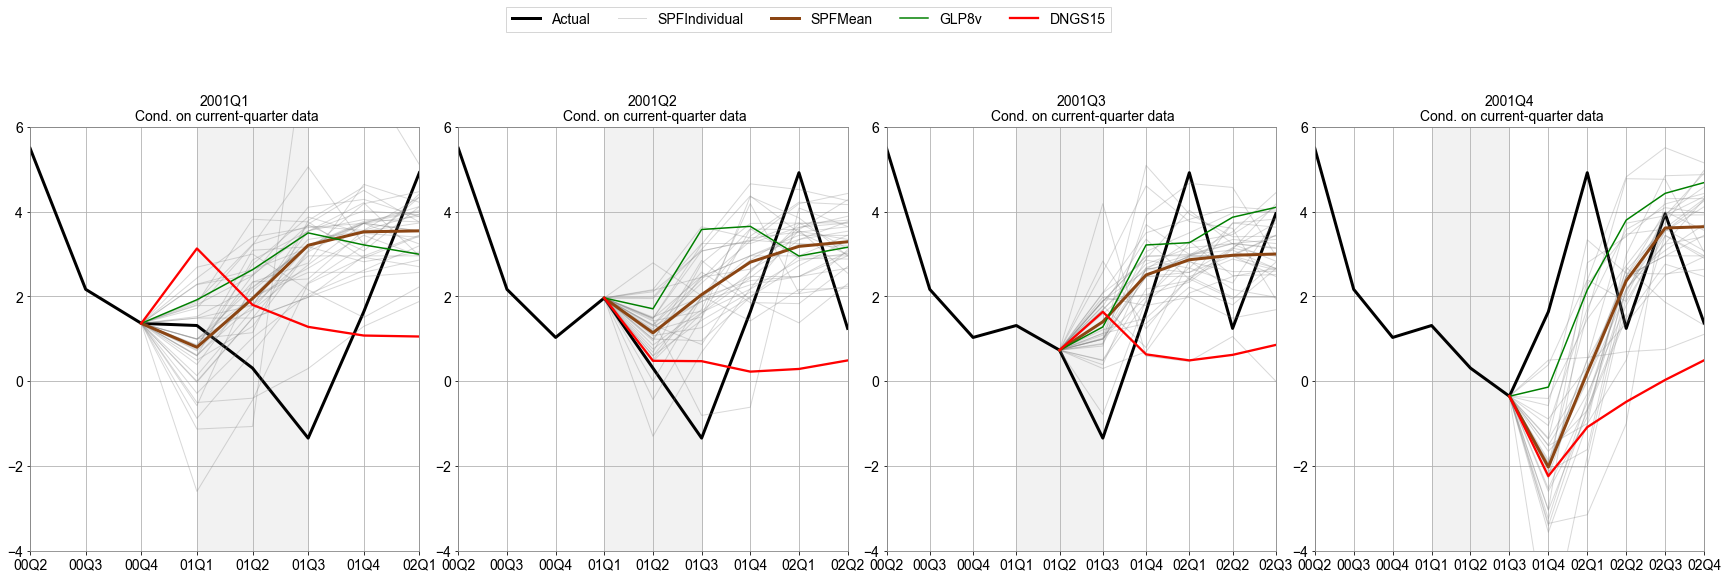 Actual SPFIndividual SPFMean GLP8v DNGS15
2001Q1
Cond. on current-quarter data
6
4
2
0
−2
−4
00Q2 00Q3 00Q4 01Q1 01Q2 01Q3 01Q4 02Q1
2001Q2
Cond. on current-quarter data
6
4
2
0
−2
−4
00Q2 00Q3 00Q4 01Q1 01Q2 01Q3 01Q4 02Q1 02Q2
2001Q3
Cond. on current-quarter data
6
4
2
0
−2
−4
00Q2 00Q3 00Q4 01Q1 01Q2 01Q3 01Q4 02Q1 02Q2 02Q3
2001Q4
Cond. on current-quarter data
6
4
2
0
−2
−4
00Q2 00Q3 00Q4 01Q1 01Q2 01Q3 01Q4 02Q1 02Q2 02Q3 02Q4